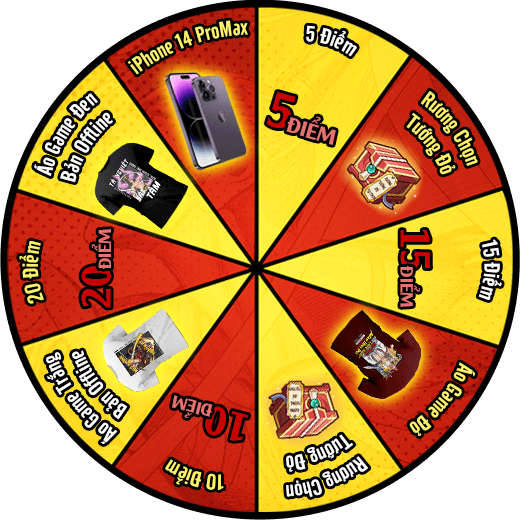 iPhone 14 ProMax
5 Điểm
5 ĐIỂM
Rương Chọn
Tướng Đỏ
15 Điểm
15 ĐIỂM
Áo Game Đỏ
Rương Chọn
Tướng Đỏ
10 Điểm
10 ĐIỂM
Áo Game Trắng
Bản Offline
20 Điểm
20 ĐIỂM
Áo Game Đen
Bản Offline